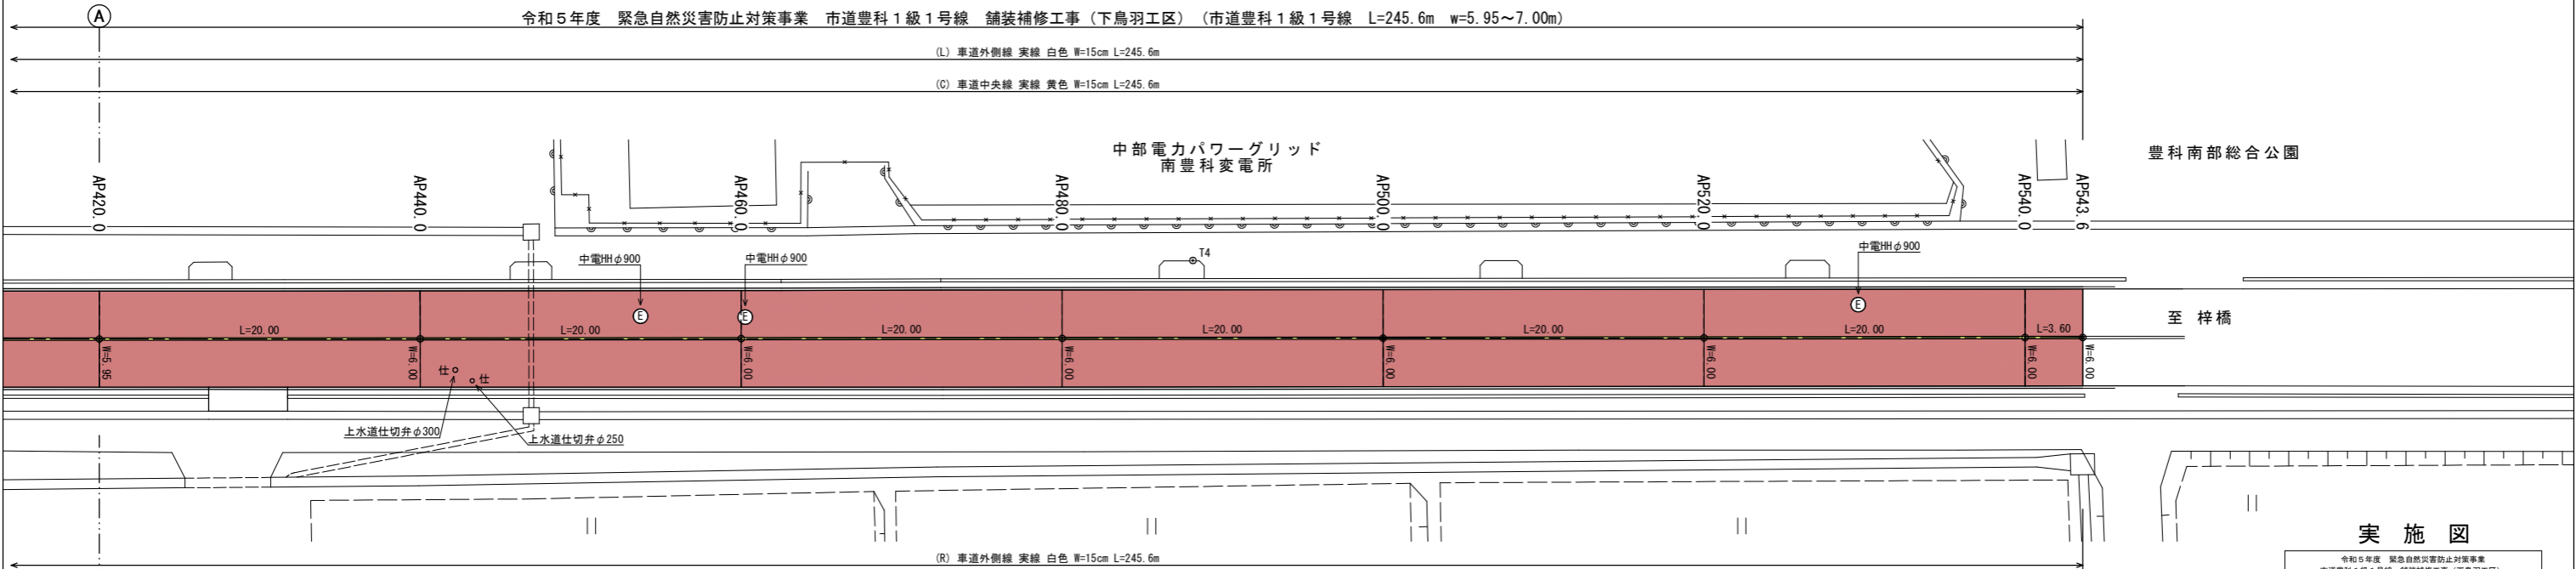 令和５年度　緊急自然災害防止対策事業　市道豊科１級１号線　舗装補修工事（下鳥羽工区）（市道豊科１級１号線　L=245.6m　w=5.95～7.00m）
A
(L) 車道外側線 実線 白色 W=15cm L=245.6m
(C) 車道中央線 実線 黄色 W=15cm L=245.6m
中部電力パワーグリッド
南豊科変電所
豊科南部総合公園
AP420.0
AP440.0
AP460.0
AP480.0
AP500.0
AP520.0
AP540.0
AP543.6
中電HHφ900
中電HHφ900
T4
中電HHφ900
E
E
E
至 梓橋
L=20.00
L=20.00
L=20.00
L=20.00
L=20.00
L=20.00
L=3.60
W=5.95
W=6.00
W=6.00
W=6.00
W=6.00
W=6.00
W=6.00
W=6.00
仕
仕
上水道仕切弁φ300
上水道仕切弁φ250
実 施 図
(R) 車道外側線 実線 白色 W=15cm L=245.6m
令和５年度　緊急自然災害防止対策事業